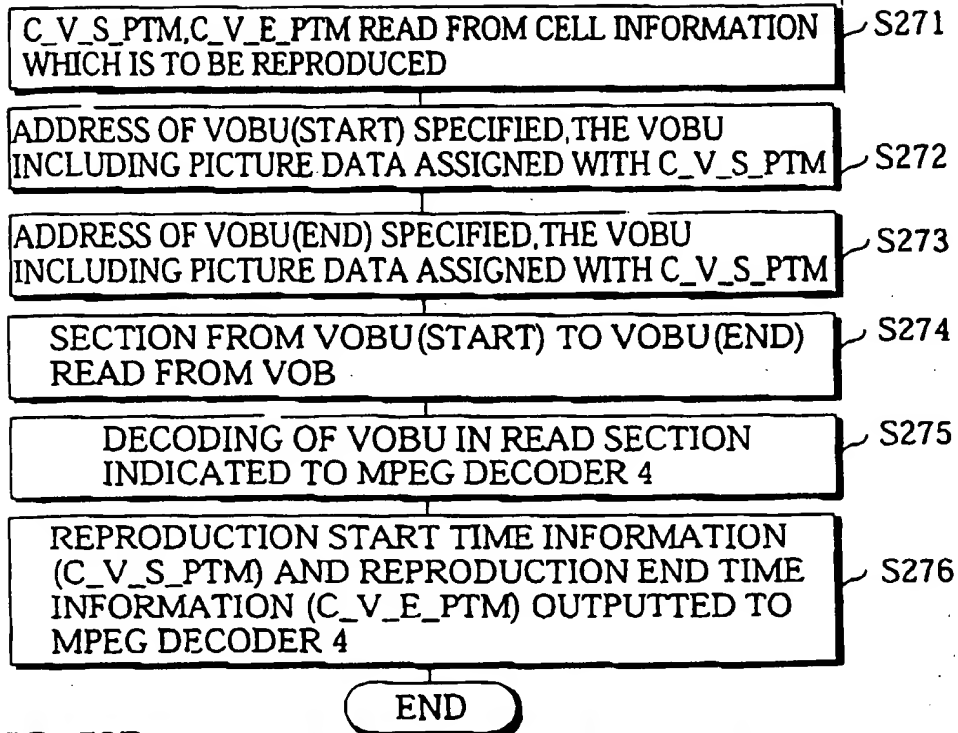 C_V_S_PTM,C_V_E_PTM READ FROM CELL INFORMATION
WHICH IS TO BE REPRODUCED
S271
ADDRESS OF VOBU(START) SPECIFIED,THE VOBU
INCLUDING PICTURE DATA ASSIGNED WITH C_V_S_PTM
S272
ADDRESS OF VOBU(END) SPECIFIED,THE VOBU
INCLUDING PICTURE DATA ASSIGNED WITH C_V_S_PTM
S273
SECTION FROM VOBU(START) TO VOBU(END)
READ FROM VOB
S274
DECODING OF VOBU IN READ SECTION
INDICATED TO MPEG DECODER 4
S275
REPRODUCTION START TIME INFORMATION
(C_V_S_PTM) AND REPRODUCTION END TIME
INFORMATION (C_V_E_PTM) OUTPUTTED TO
MPEG DECODER 4
S276
END